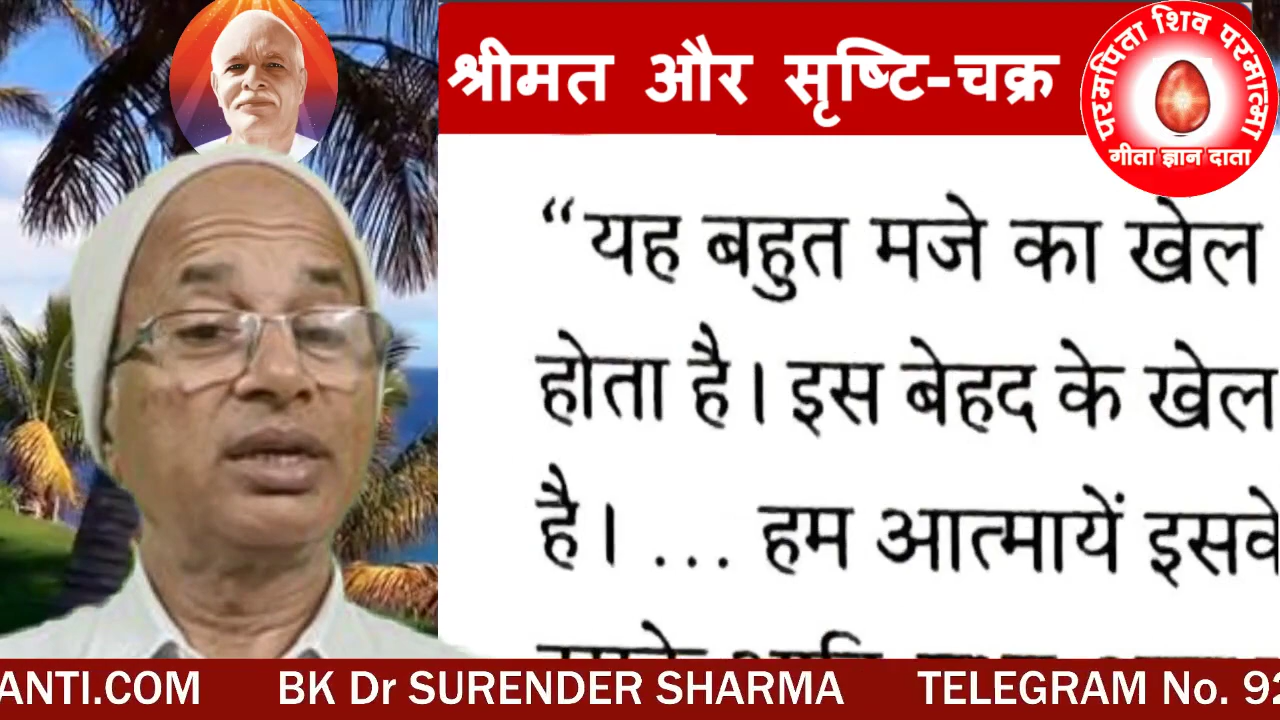 श्रीमत और सृष्टि-चक्र
परमपिता शिव परमात्मा
गीता ज्ञान दाता
“यह बहुत मजे का खेल
होता है। इस बेहद के खेल
है। ... हम आत्मायें
ANTI.COM BK Dr SURENDER SHARMA TELEGRAM No. 92